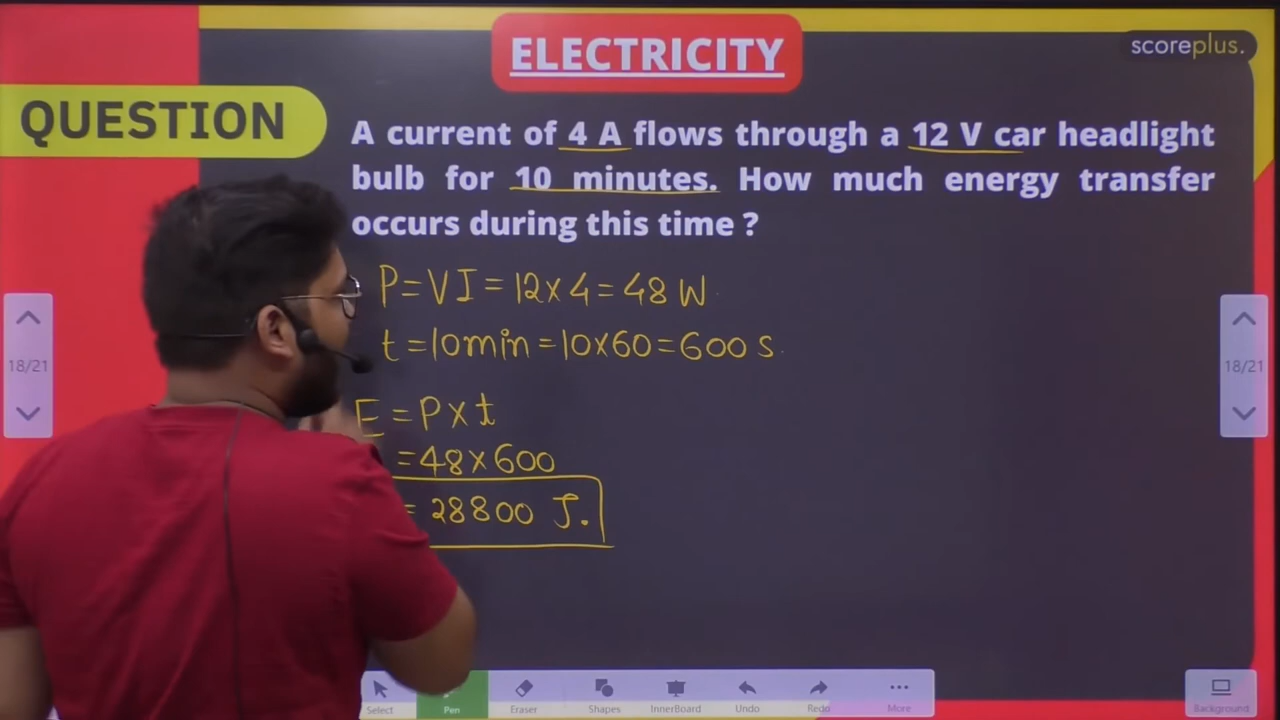 ELECTRICITY
scoreplus.
QUESTION
A current of 4 A flows through a 12 V car headlight
bulb for 10 minutes. How much energy transfer
occurs during this time ?
P=VI=12×4=48 W
t=10min=10×60=600 s
E=P×t
=48×600
= 28800 J.
18/21
18/21
Select
Pen
Eraser
Shapes
InnerBoard
Undo
Redo
More
Background